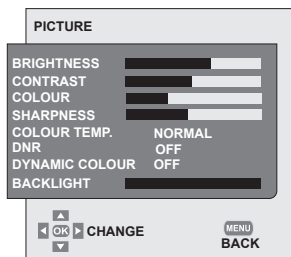 PICTURE
BRIGHTNESS
CONTRAST
COLOUR
SHARPNESS
COLOUR TEMP. NORMAL
DNR OFF
DYNAMIC COLOUR OFF
BACKLIGHT
OK CHANGE
MENU
BACK